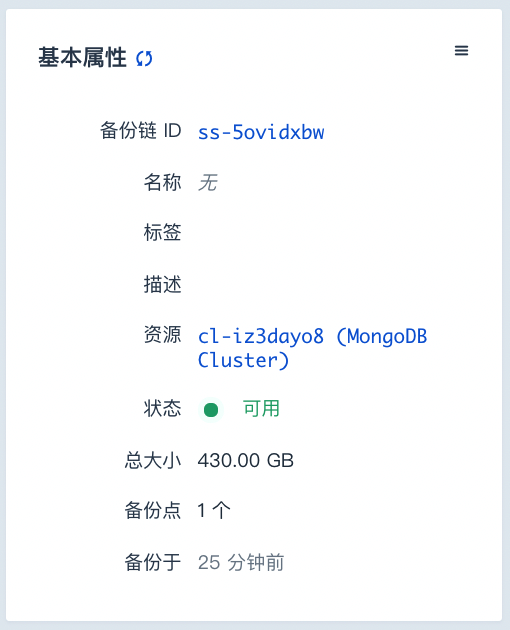 基本属性
备份链 ID ss-5ovidxbw
名称 无
标签
描述
资源 cl-iz3dayo8 (MongoDB
Cluster)
状态 可用
总大小 430.00 GB
备份点 1 个
备份于 25 分钟前